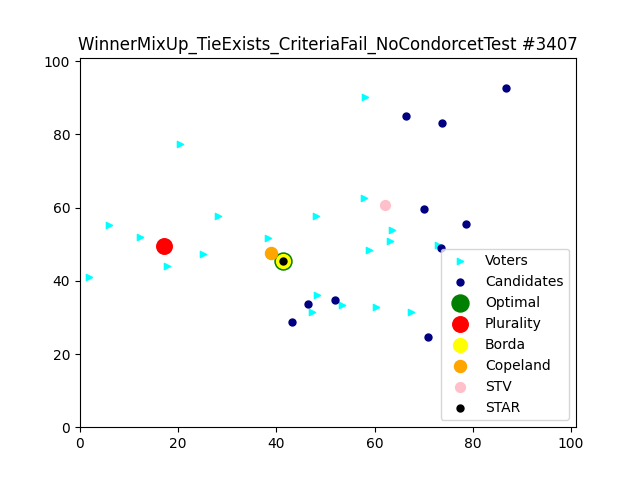 WinnerMixUp_TieExists_CriteriaFail_NoCondorcetTest #3407
100
80
60
40
20
0
0 20 40 60 80 100
Voters
Candidates
Optimal
Plurality
Borda
Copeland
STV
STAR